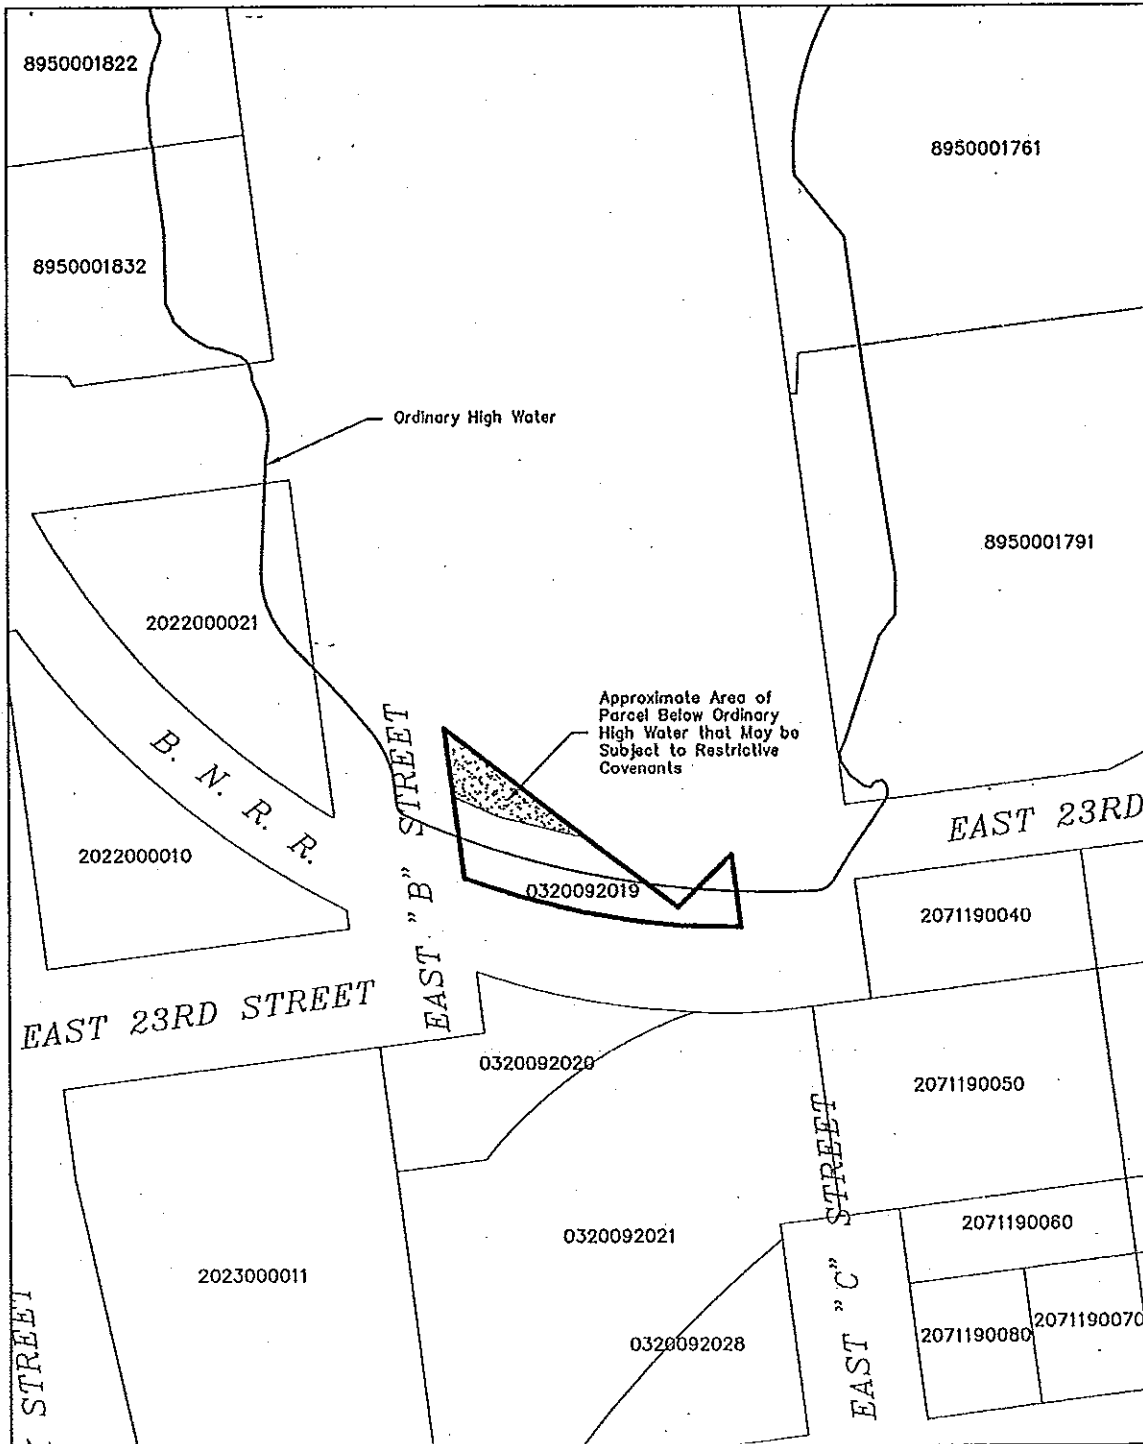 8950001822
8950001761
8950001832
Ordinary High Water
8950001791
2022000021
Approximate Area of
Parcel Below Ordinary
High Water that May be
Subject to Restrictive
Covenants
B. N. R. R.
EAST "B" STREET
EAST 23RD
2022000010
0320092019
2071190040
EAST 23RD STREET
0320092020
2071190050
EAST "C" STREET
0320092021
2071190060
2023000011
STREET
0320092028
2071190080
2071190070